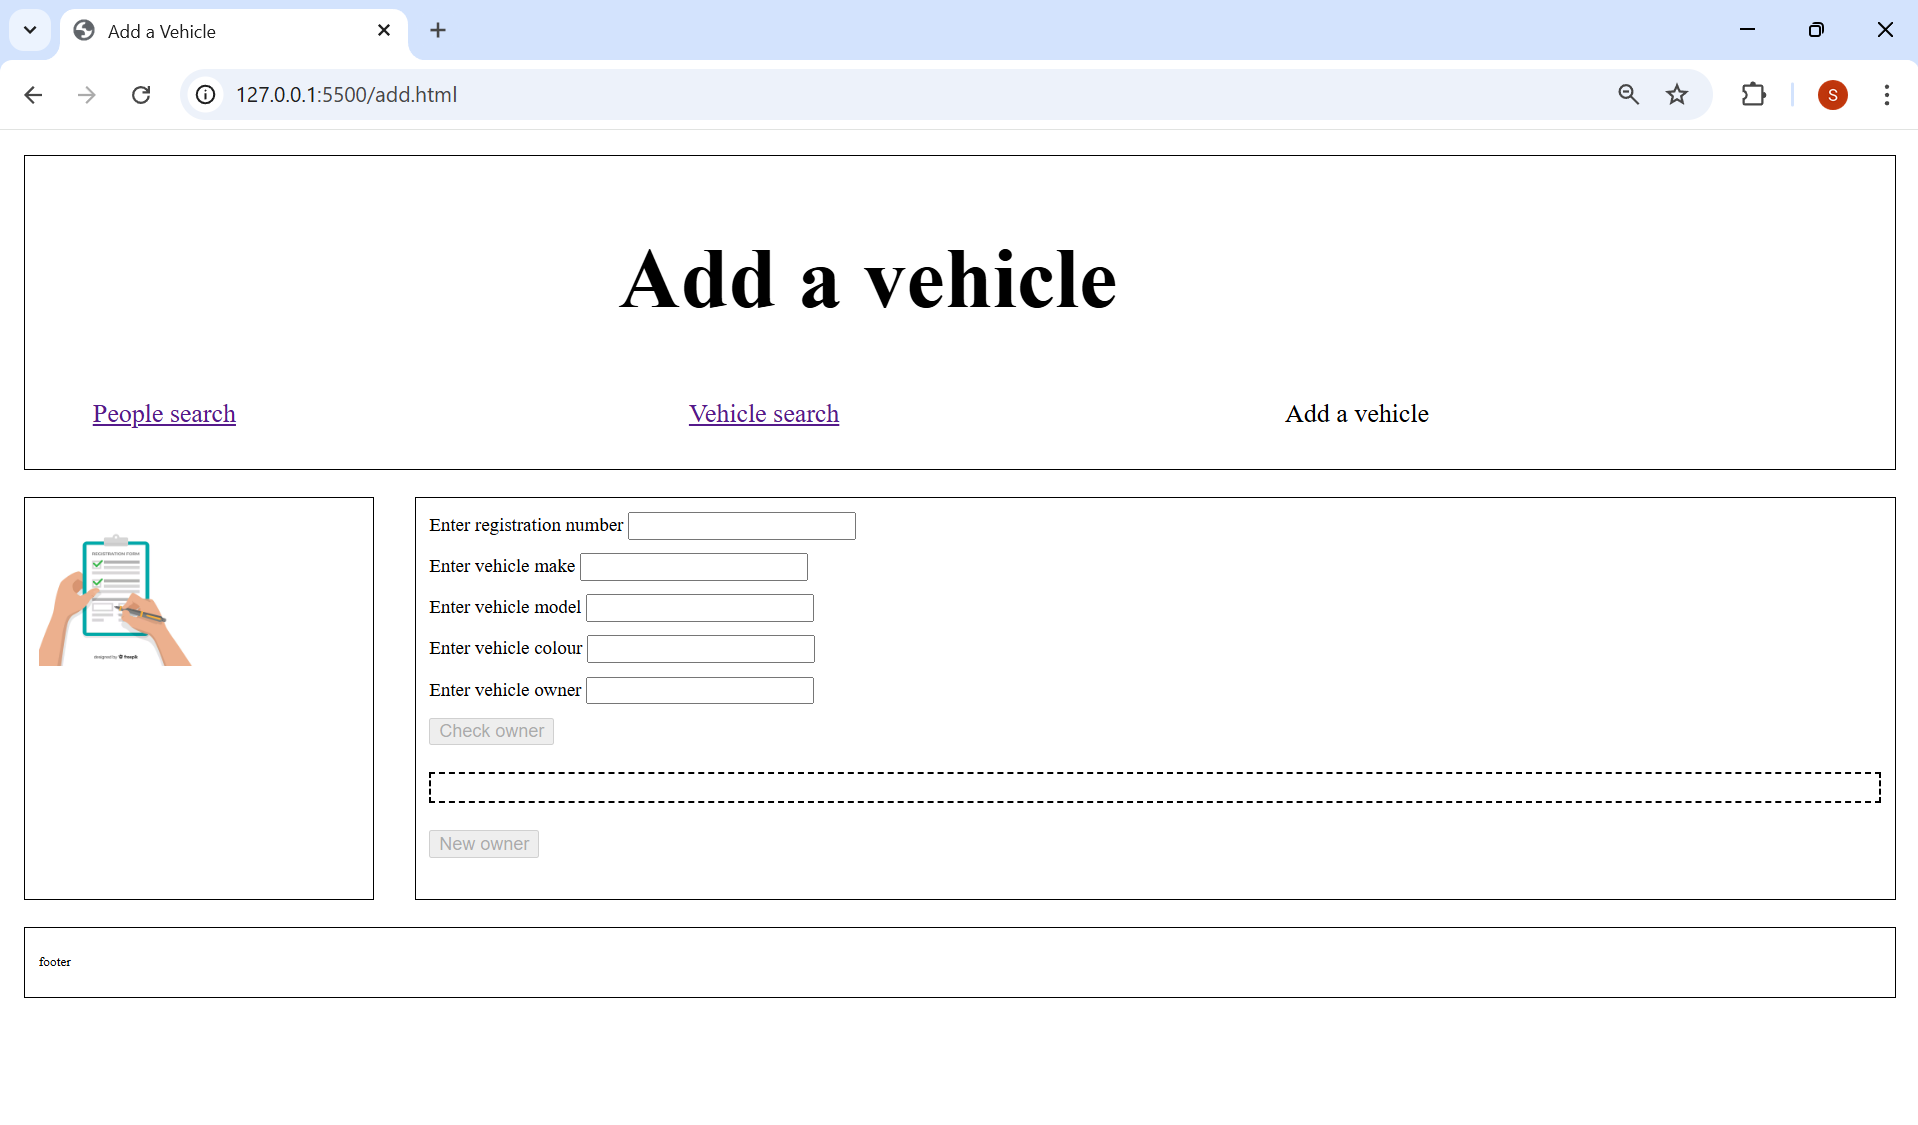 Add a Vehicle
127.0.0.1:5500/add.html
S
Add a vehicle
People search Vehicle search Add a vehicle
REGISTRATION FORM
designed by freepik
Enter registration number
Enter vehicle make
Enter vehicle model
Enter vehicle colour
Enter vehicle owner
Check owner
New owner
footer